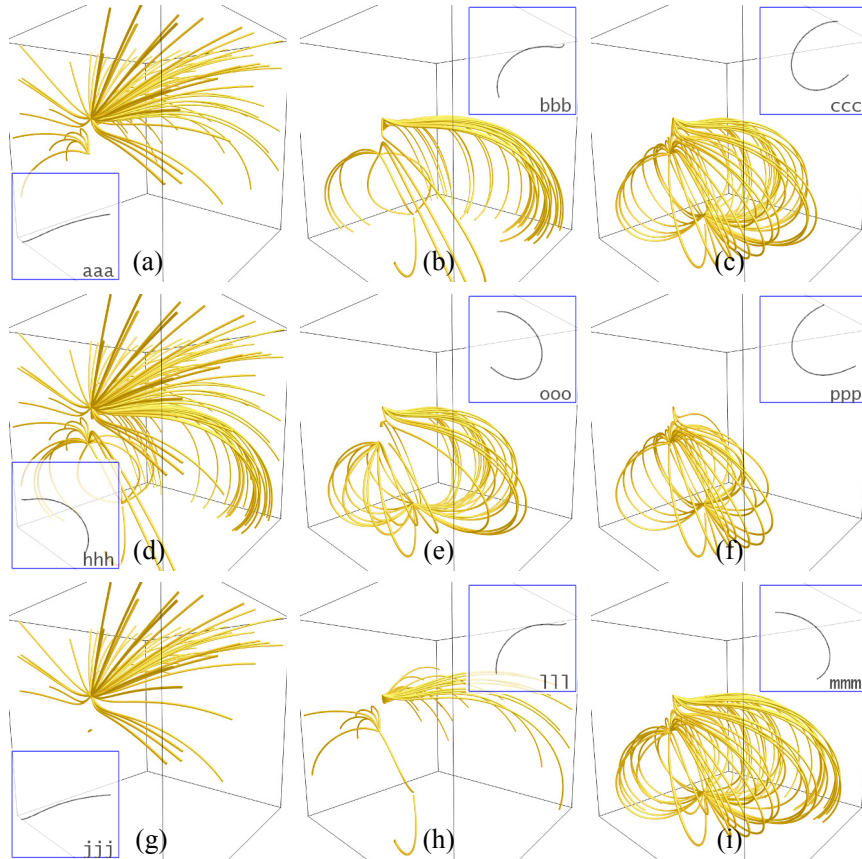 bbb
ccc
aaa
(a)
(b)
(c)
ooo
ppp
hhh
(d)
(e)
(f)
lll
mmm
jjj
(g)
(h)
(i)